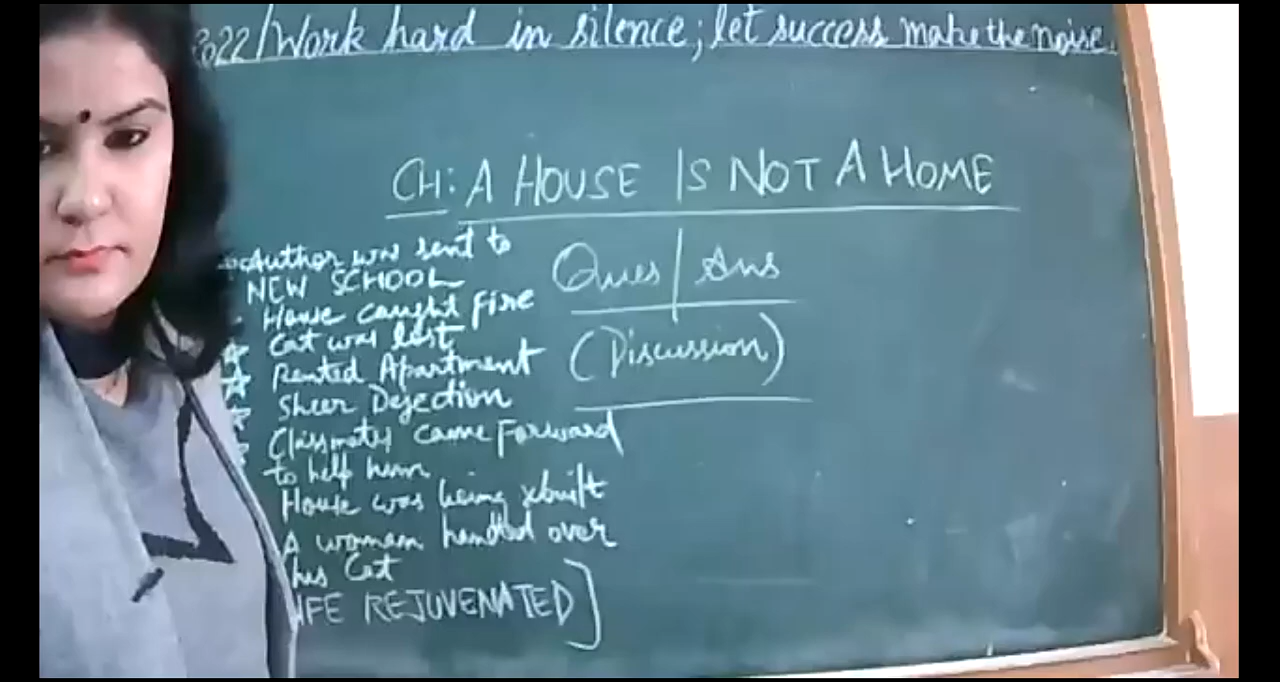 2022/Work hard in silence; let success make the noise.
CH: A HOUSE IS NOT A HOME
Ques/Ans
(Discussion)
Author was sent to
NEW SCHOOL
House caught fire
Cat was lost
Rented Apartment
Sheer Dejection
Classmates came forward
to help him
House was being rebuilt
A woman handed over
his Cat
IFE REJUVENATED]